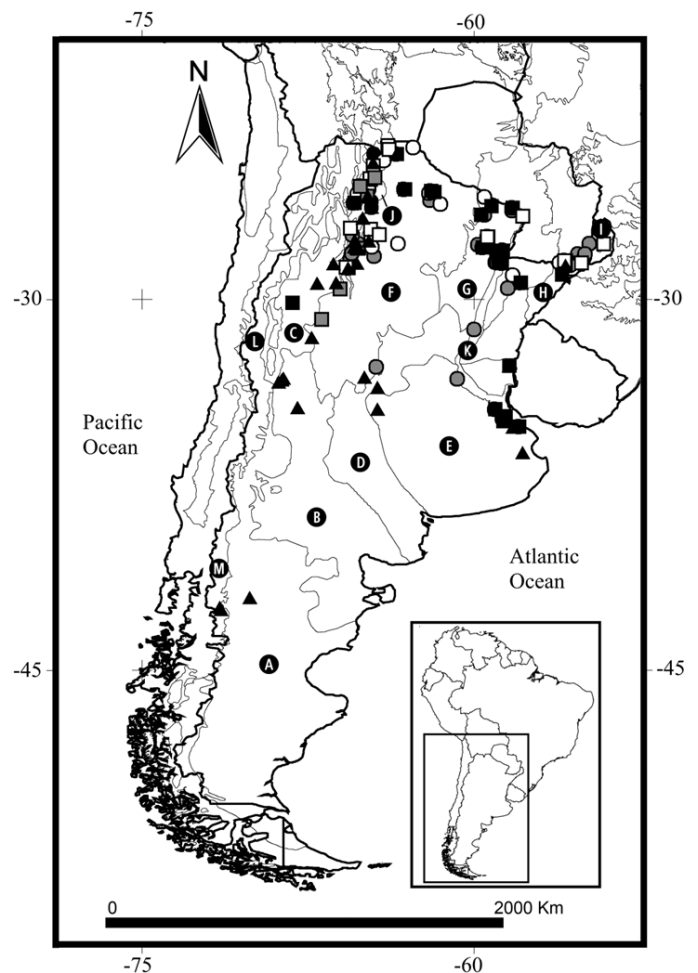 -75 -60
N
J
I
-30 F G H -30
L C K
Pacific
Ocean
E
D
B
Atlantic
Ocean
M
A
-45 -45
0 2000 Km
-75 -60